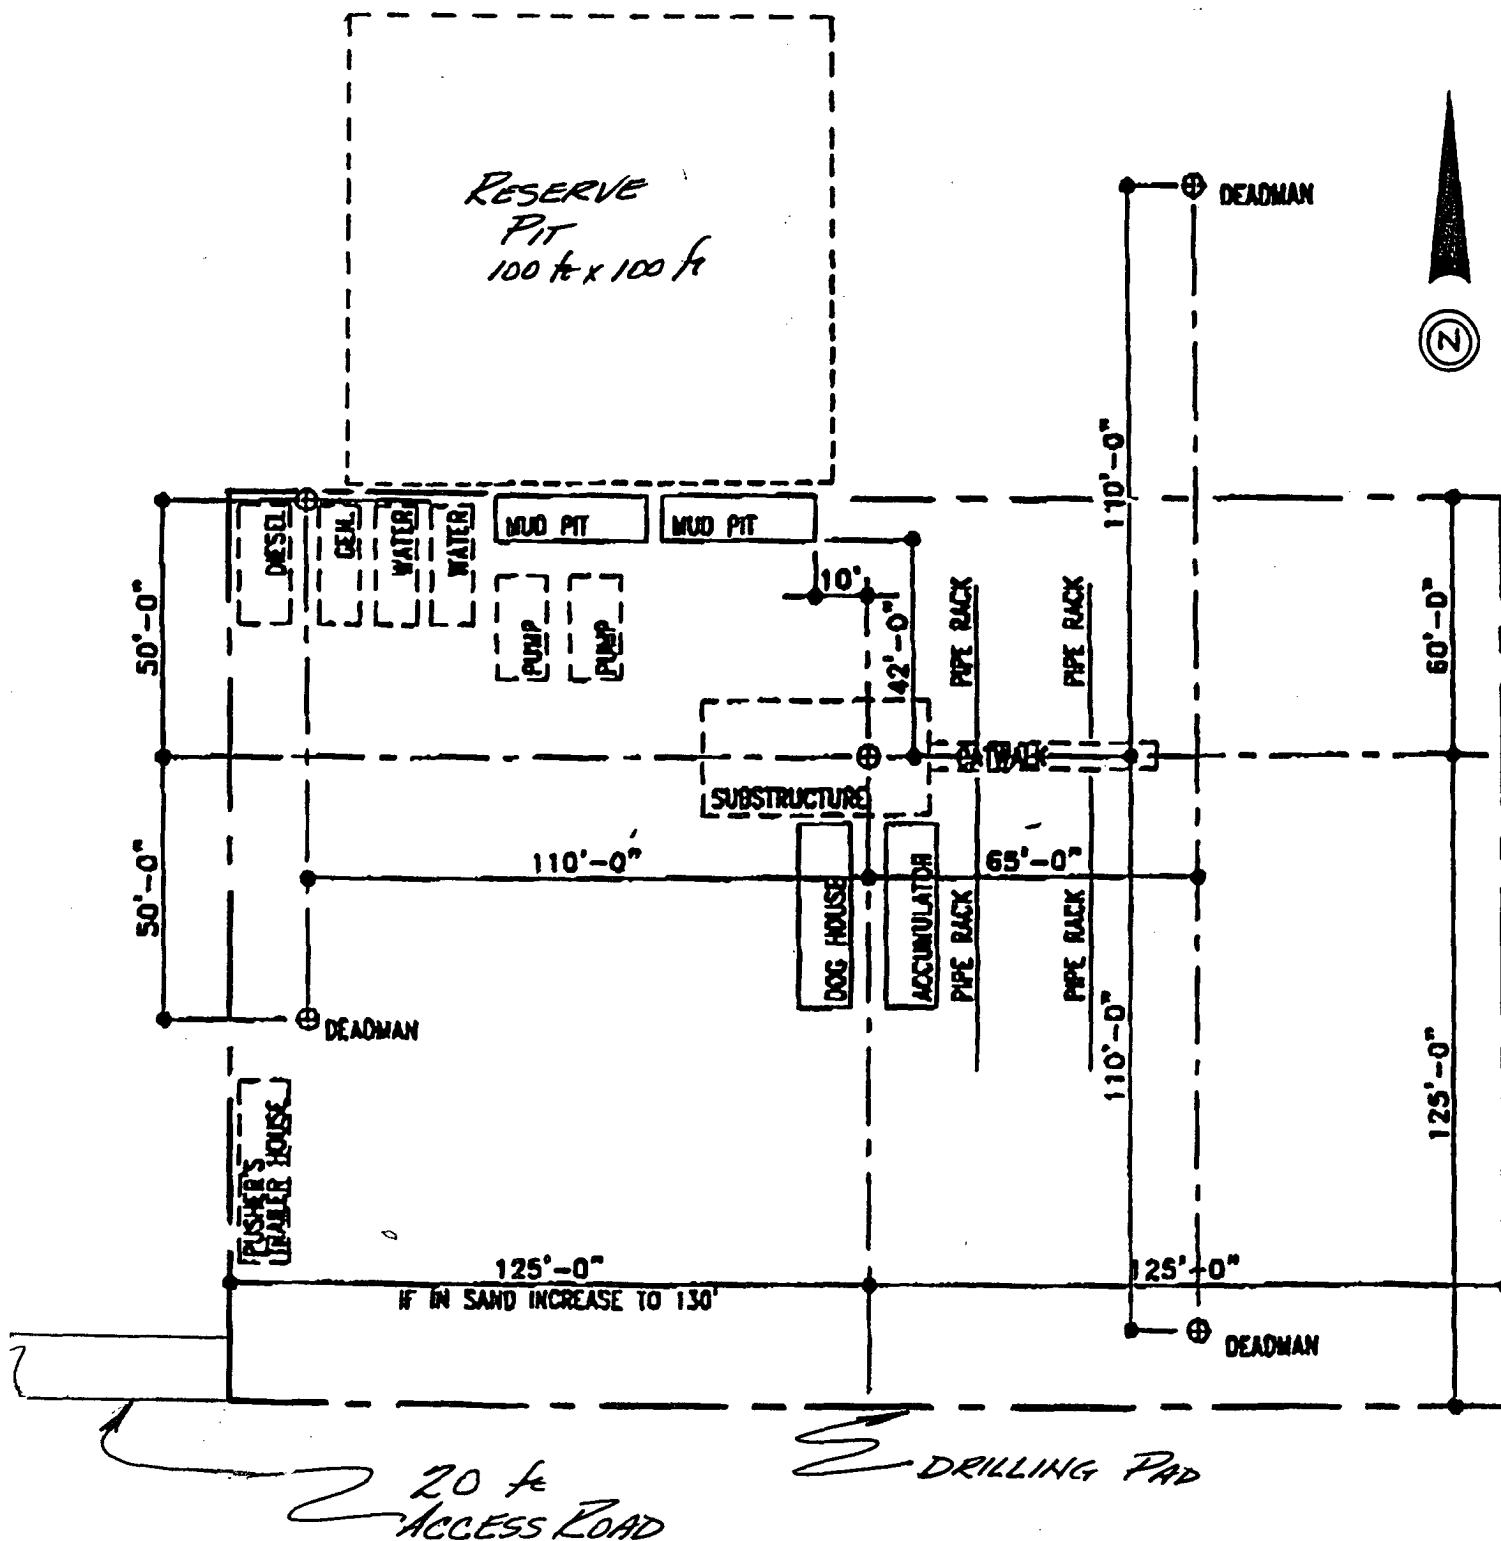 RESERVE
PIT
100 ft x 100 ft
DEADMAN
N
110'-0"
DIESEL
GEN.
WATER
WATER
MUD PIT
MUD PIT
10'
50'-0"
PUMP
PUMP
42'-0"
PIPE RACK
PIPE RACK
60'-0"
CATWALK
SUBSTRUCTURE
50'-0"
110'-0"
65'-0"
DOG HOUSE
ACCUMULATOR
PIPE RACK
PIPE RACK
DEADMAN
110'-0"
125'-0"
PUSHER'S
TRAILER HOUSE
125'-0"
IF IN SAND INCREASE TO 130'
125'-0"
DEADMAN
20 ft
ACCESS ROAD
DRILLING PAD